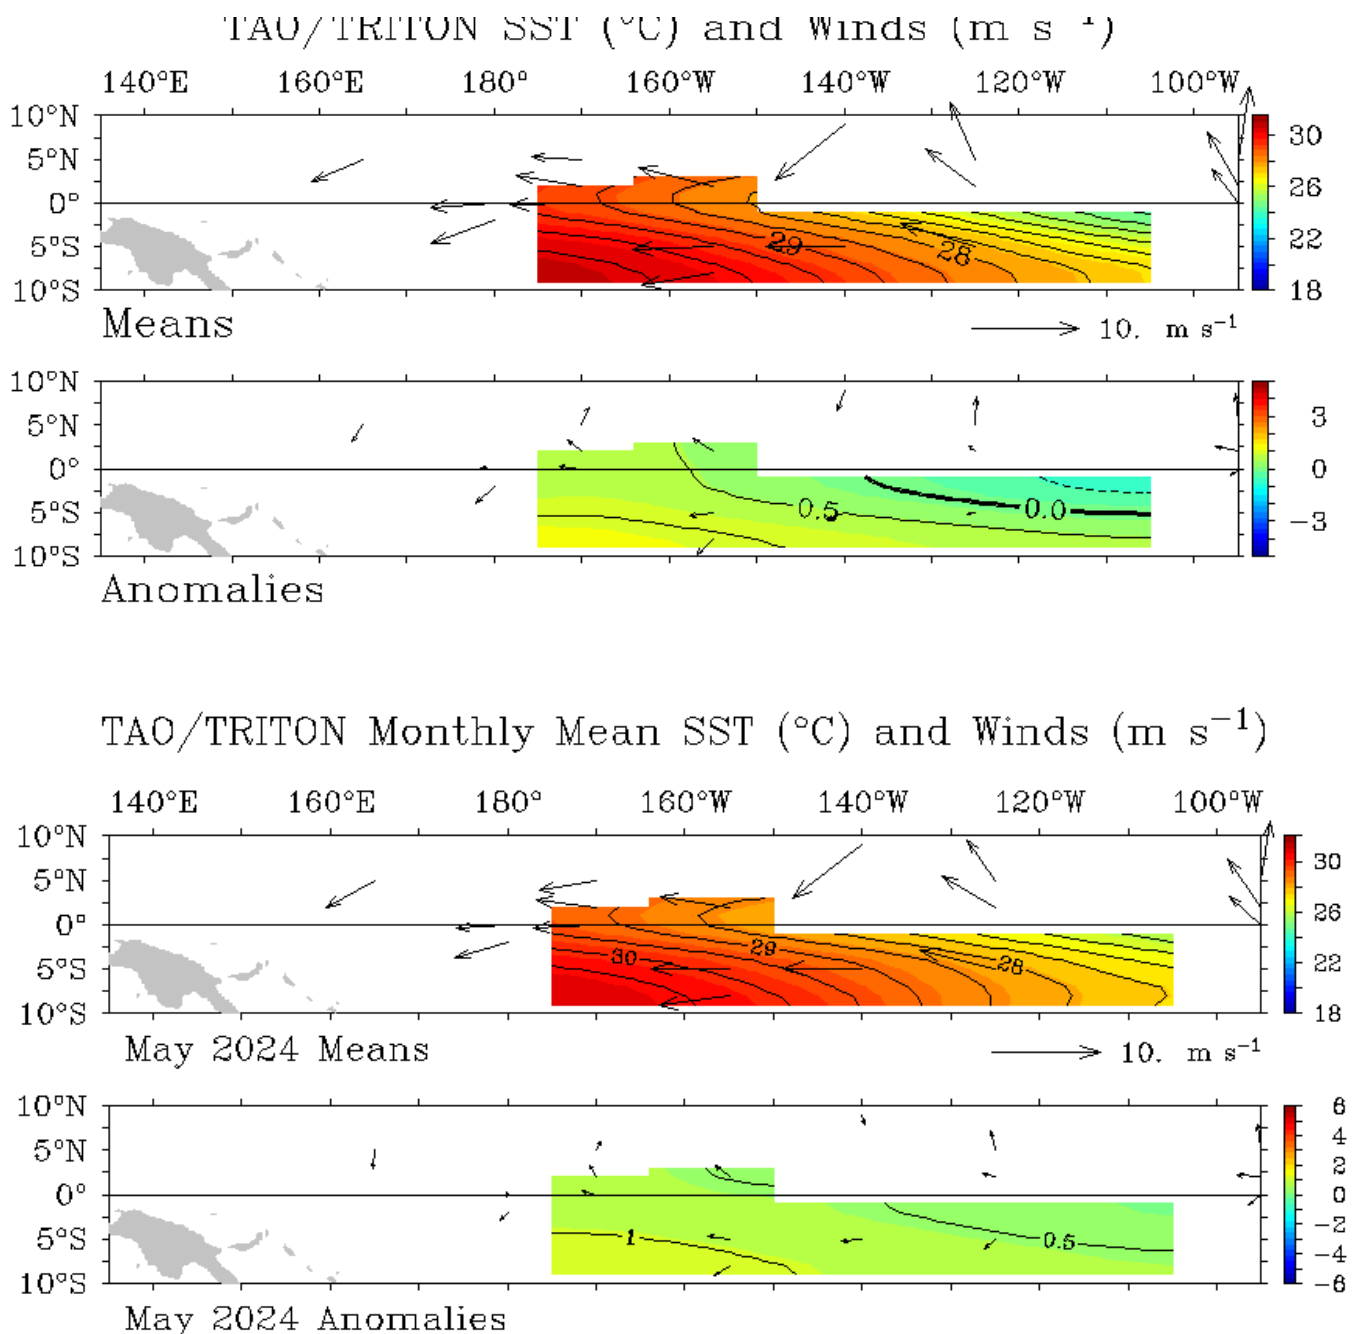 TAO/TRITON SST (°C) and Winds (m s⁻¹)
140°E 160°E 180° 160°W 140°W 120°W 100°W
10°N
5°N
0°
5°S
10°S
29
28
30
26
22
18
Means
10. m s⁻¹
10°N
5°N
0°
5°S
10°S
0.5
0.0
3
0
−3
Anomalies
TAO/TRITON Monthly Mean SST (°C) and Winds (m s⁻¹)
140°E 160°E 180° 160°W 140°W 120°W 100°W
10°N
5°N
0°
5°S
10°S
30
29
28
30
26
22
18
May 2024 Means
10. m s⁻¹
10°N
5°N
0°
5°S
10°S
1
0.5
6
4
2
0
−2
−4
−6
May 2024 Anomalies